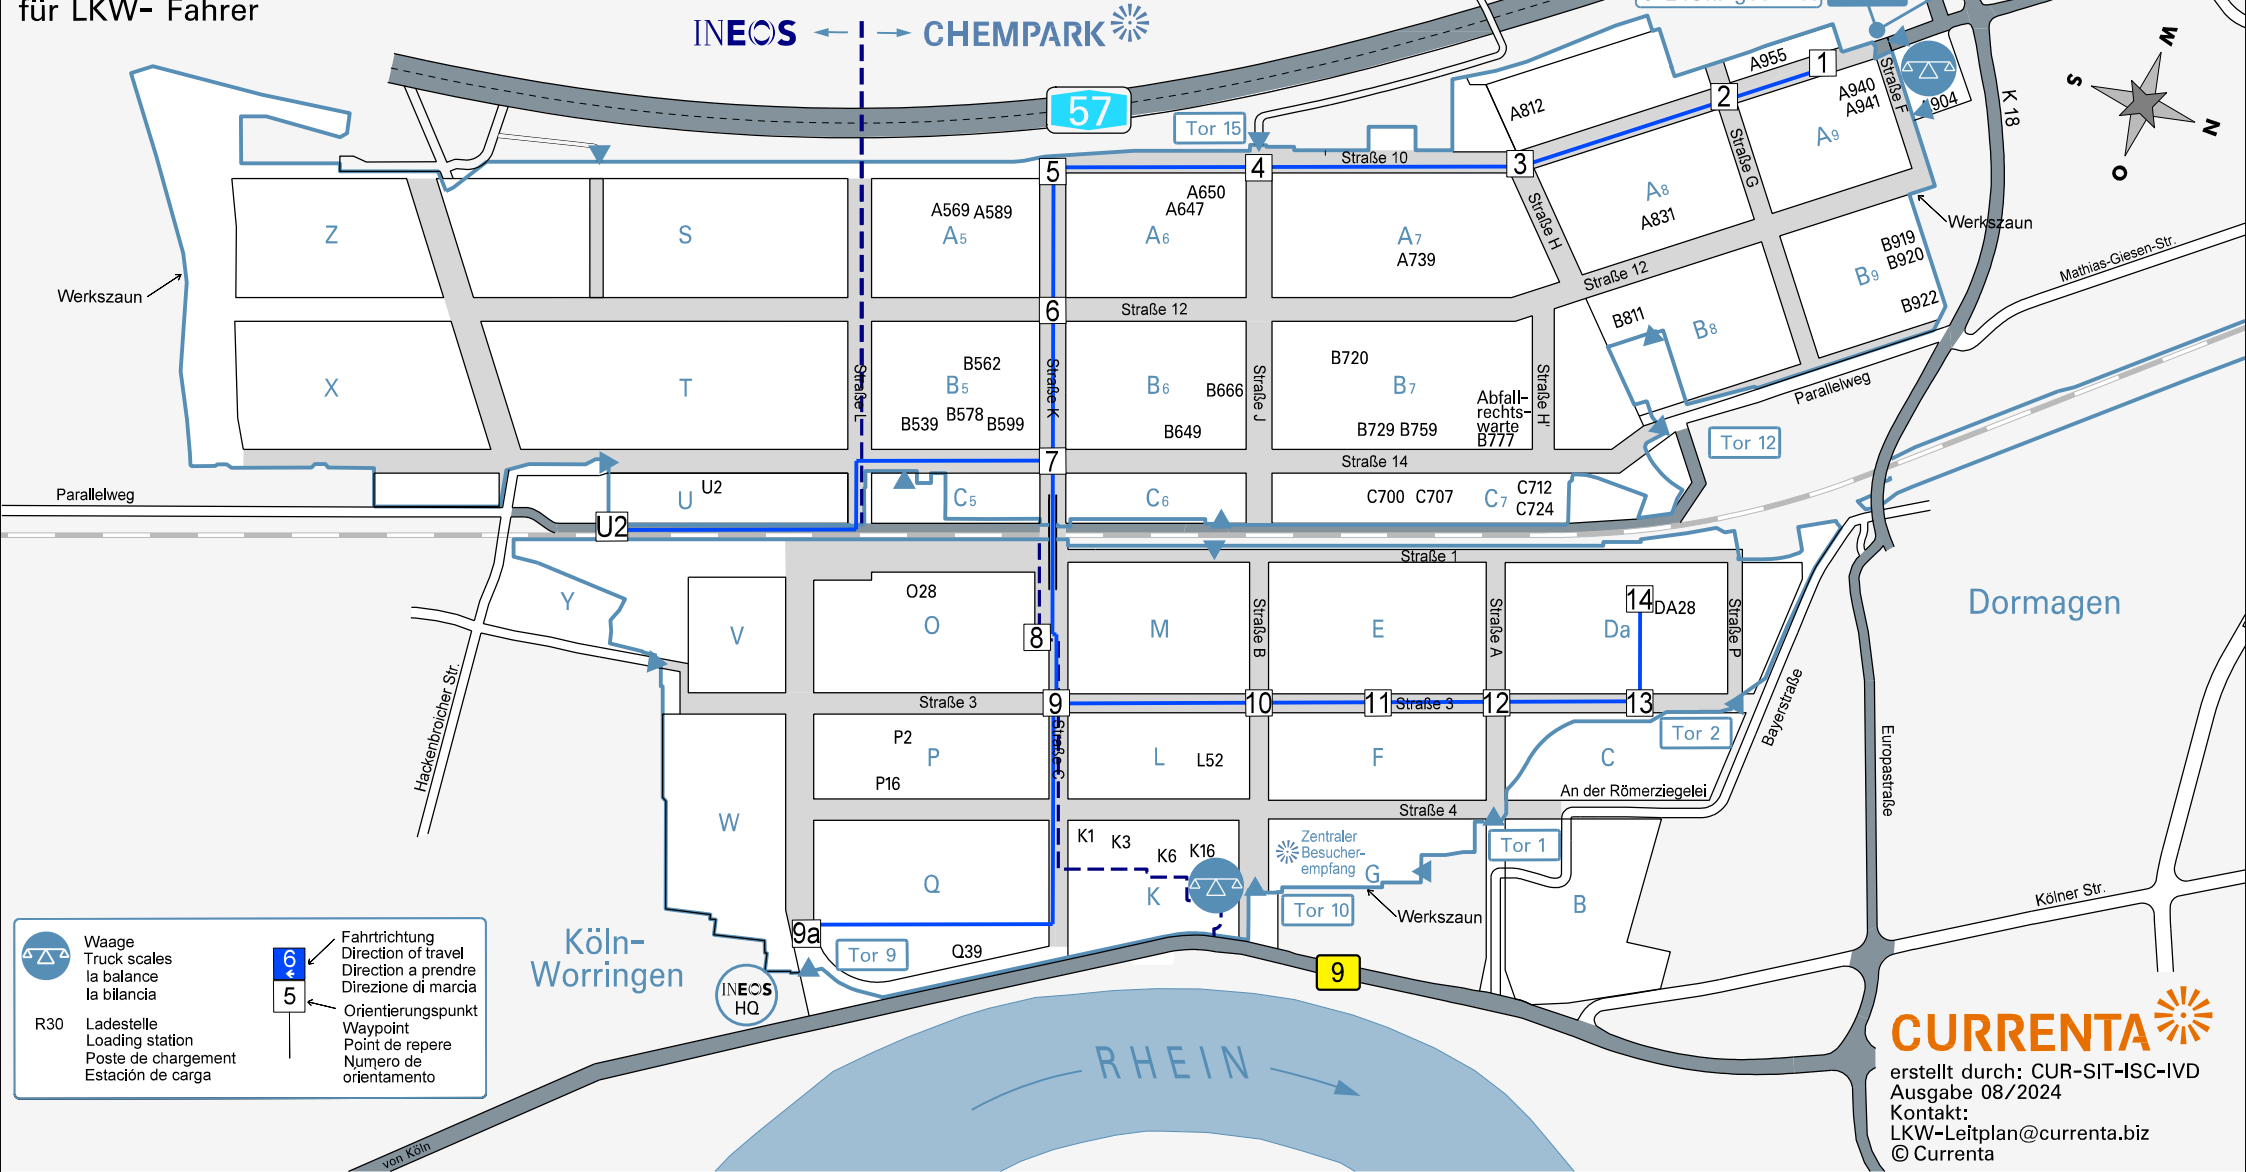 für LKW- Fahrer
INEOS
CHEMPARK
57
Tor 15
A955
1
2
A940
A941
Straße F
K 18
W
S
N
O
A812
Straße 10
3
4
5
Straße G
A9
A650
A647
A569 A589
A5
A6
A7
A739
Straße H
A8
A831
Werkszaun
Z
S
B919
B920
B9
B922
Mathias-Giesen-Str.
Werkszaun
Straße 12
6
Straße 12
B811
B8
X
T
Straße L
B562
B5
B578
B539
B599
Straße K
B6
B666
B649
Straße J
B720
B7
B729 B759
Abfall-
rechts-
warte
B777
Straße H'
Parallelweg
Tor 12
7
Straße 14
Parallelweg
U
U2
U2
C5
C6
C700 C707
C7
C712
C724
Straße 1
Y
V
O28
O
8
M
Straße B
E
Straße A
14
DA28
Da
Straße P
Dormagen
Hackenbroicher Str.
Straße 3
9
10
11
Straße 3
12
13
Tor 2
Bayerstraße
Europastraße
P2
P
P16
Straße C
L
L52
F
C
An der Römerziegelei
Straße 4
W
Q
K1
K3
K6
K16
K
Zentraler
Besucher-
empfang
G
Tor 1
B
Tor 10
Werkszaun
Kölner Str.
9a
Tor 9
Q39
Köln-
Worringen
INEOS
HQ
9
Waage
Truck scales
la balance
la bilancia
R30
Ladestelle
Loading station
Poste de chargement
Estación de carga
6
5
Fahrtrichtung
Direction of travel
Direction a prendre
Direzione di marcia
Orientierungspunkt
Waypoint
Point de repere
Numero de
orientamento
RHEIN
von Köln
CURRENTA
erstellt durch: CUR-SIT-ISC-IVD
Ausgabe 08/2024
Kontakt:
LKW-Leitplan@currenta.biz
© Currenta